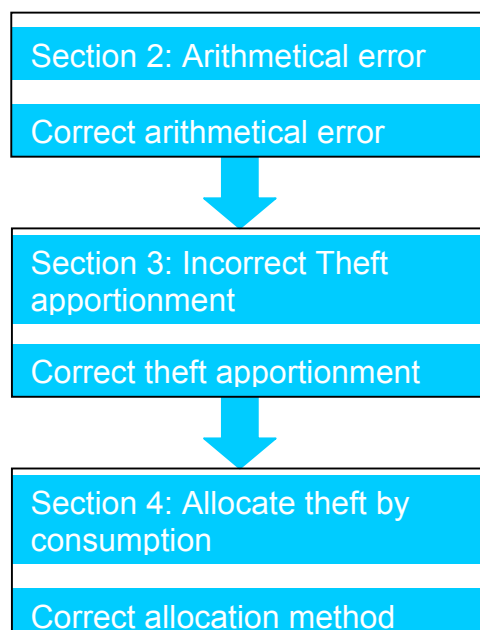 Section 2: Arithmetical error
Correct arithmetical error
Section 3: Incorrect Theft
apportionment
Correct theft apportionment
Section 4: Allocate theft by
consumption
Correct allocation method